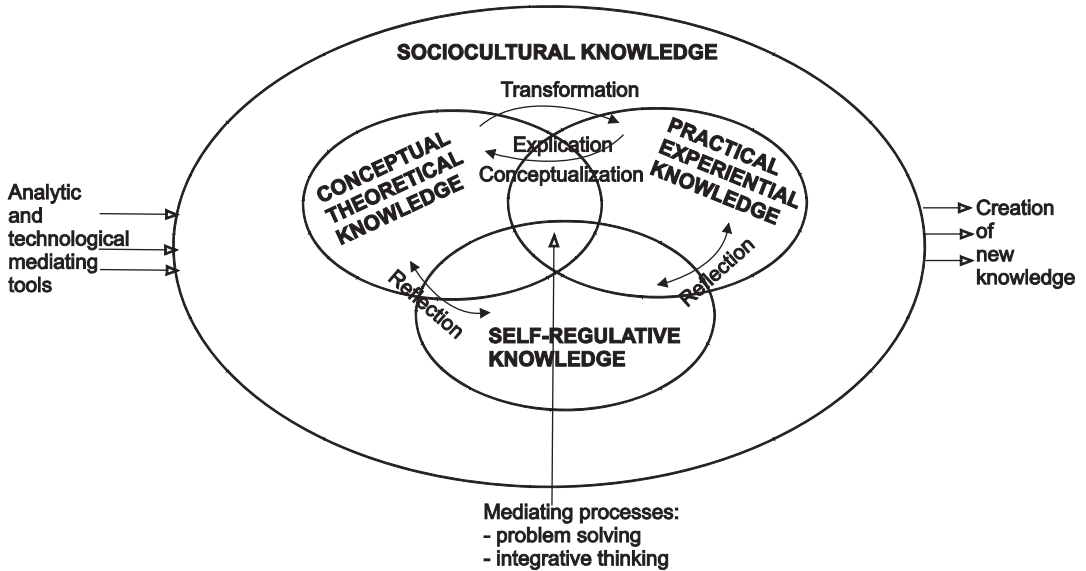 SOCIOCULTURAL KNOWLEDGE
Transformation
Explication
Conceptualization
CONCEPTUAL
THEORETICAL
KNOWLEDGE
PRACTICAL
EXPERIENTIAL
KNOWLEDGE
Analytic
and
technological
mediating
tools
Creation
of
new
knowledge
Reflection
Reflection
SELF-REGULATIVE
KNOWLEDGE
Mediating processes:
- problem solving
- integrative thinking